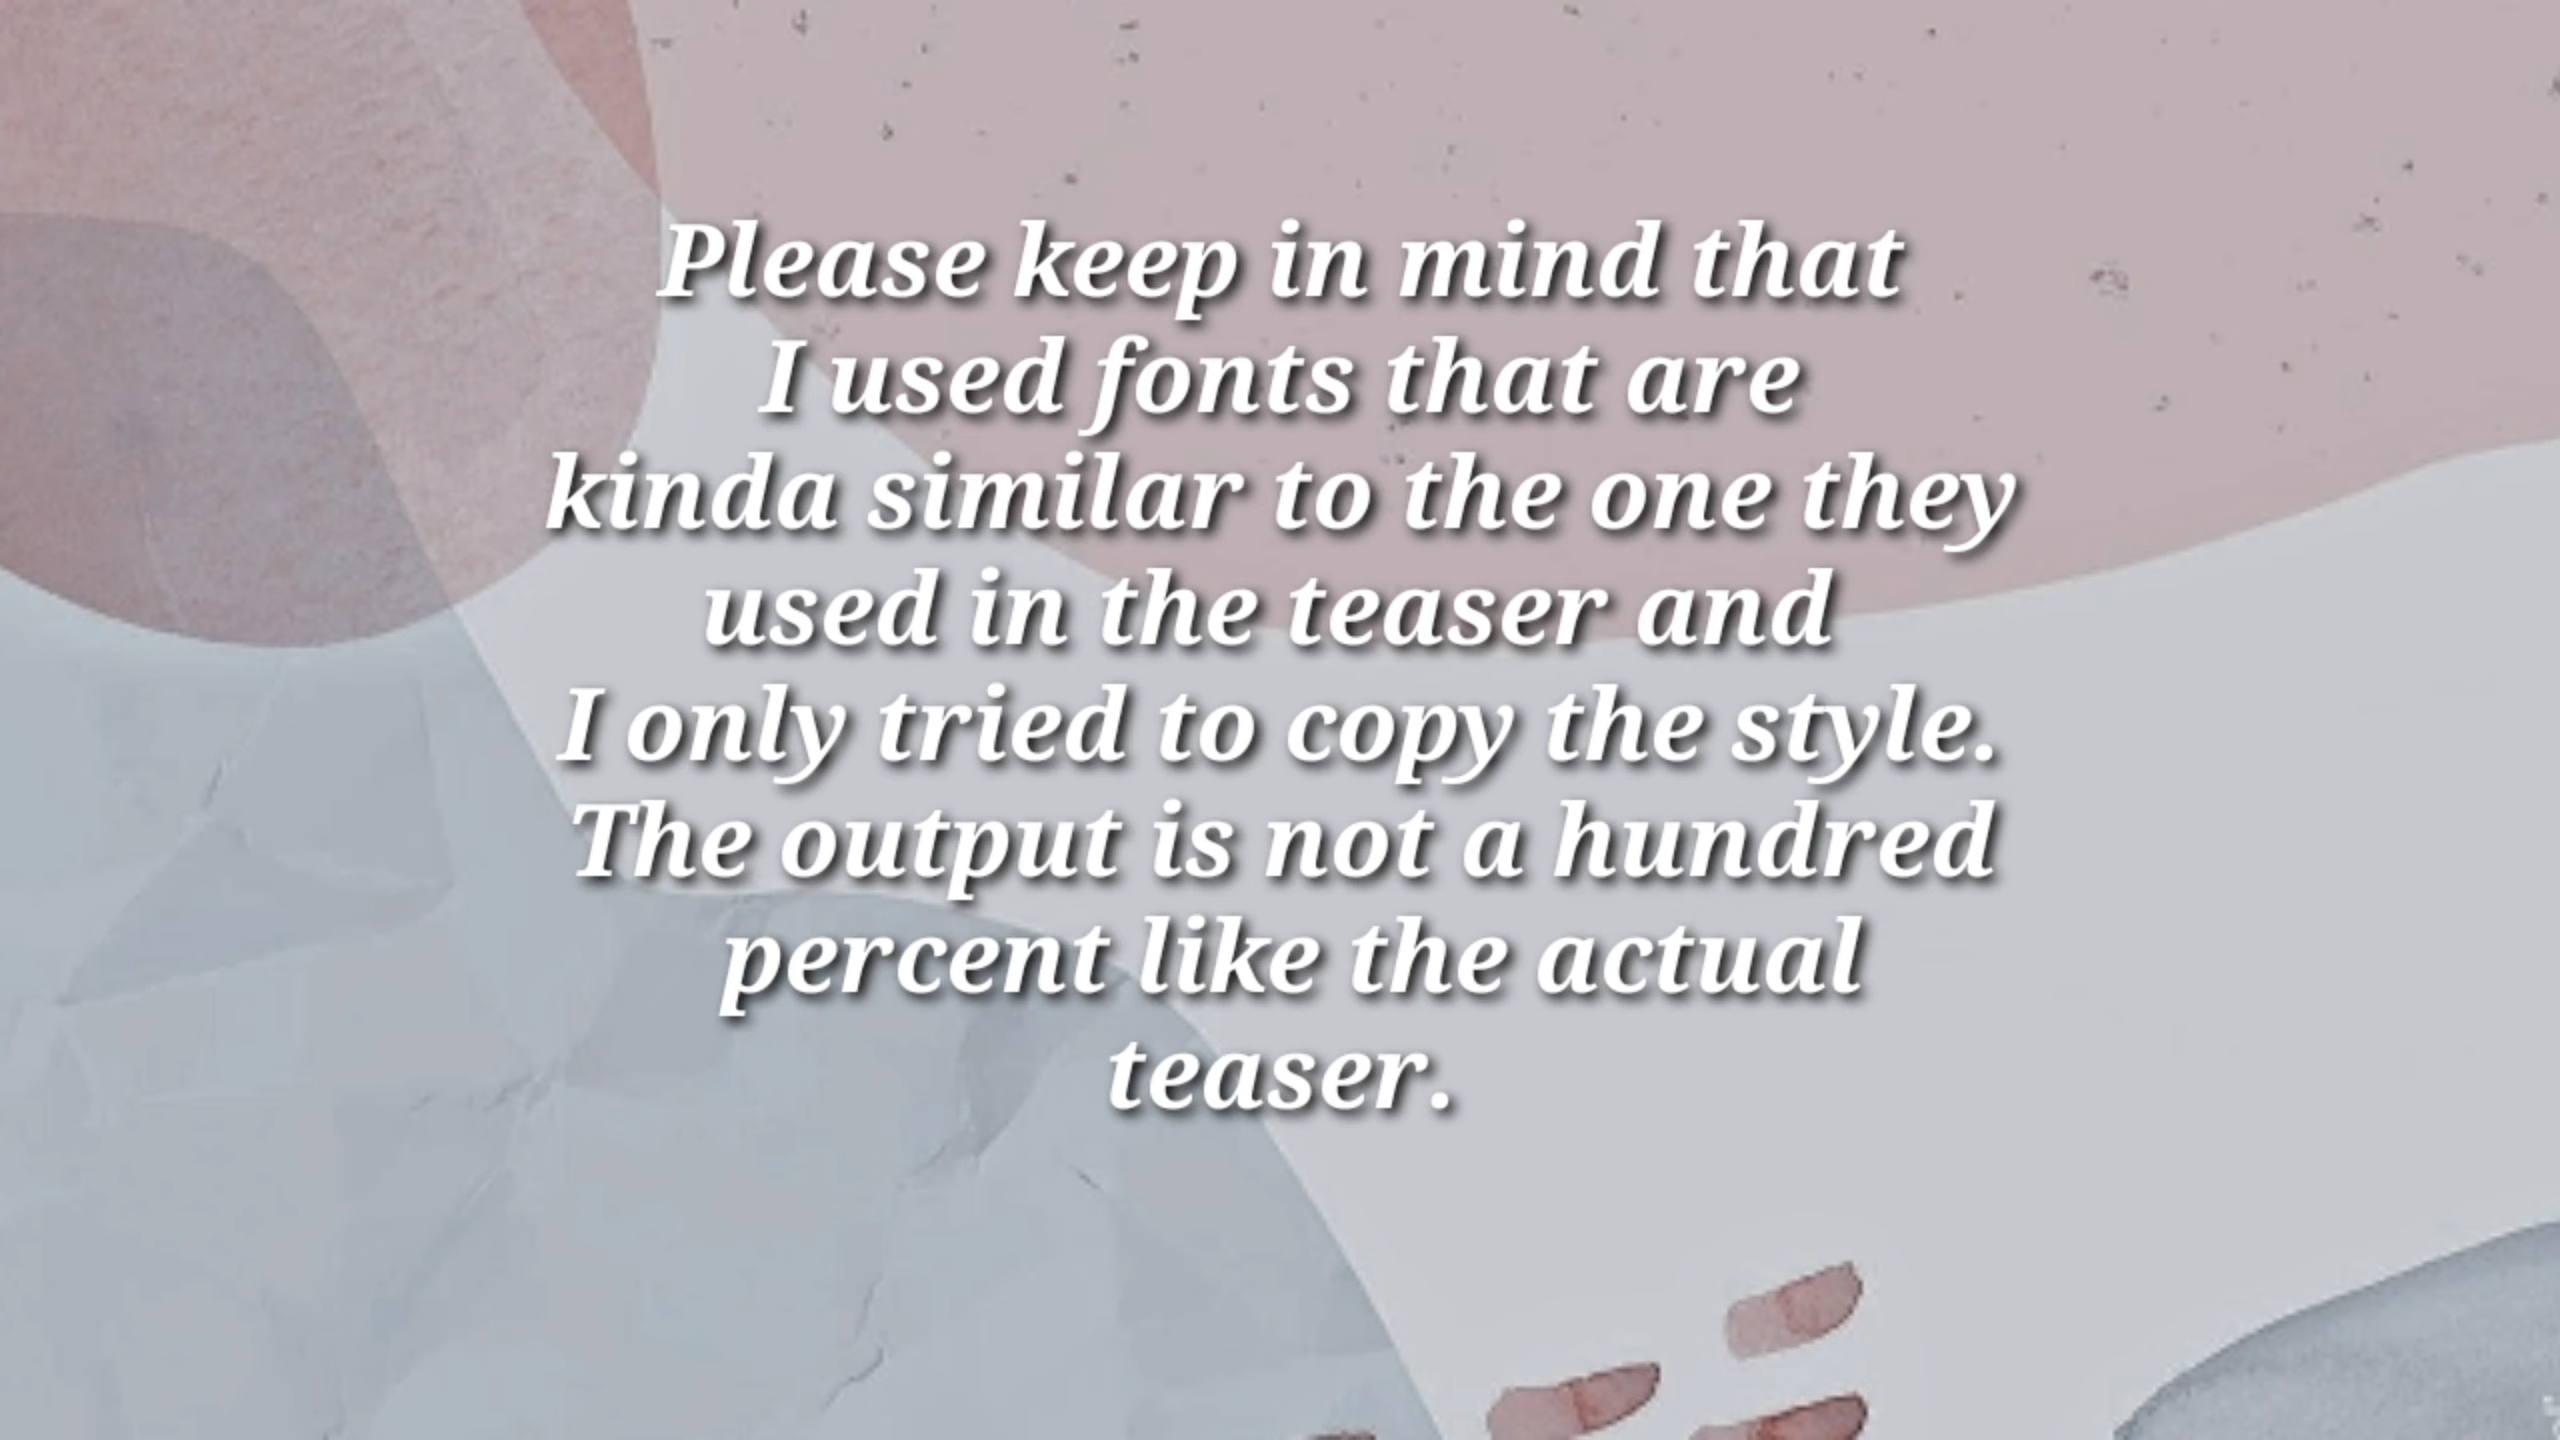 Please keep in mind that
I used fonts that are
kinda similar to the one they
used in the teaser and
I only tried to copy the style.
The output is not a hundred
percent like the actual
teaser.